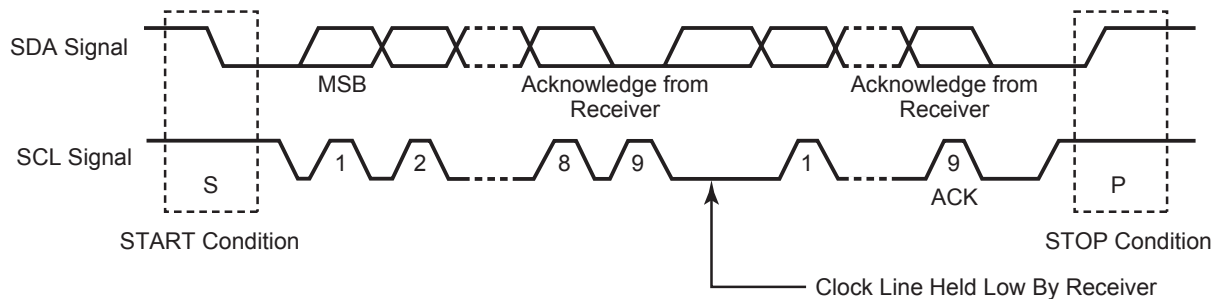 SDA Signal
MSB
Acknowledge from
Receiver
Acknowledge from
Receiver
SCL Signal
1
2
8
9
1
9
S
ACK
P
START Condition
STOP Condition
Clock Line Held Low By Receiver